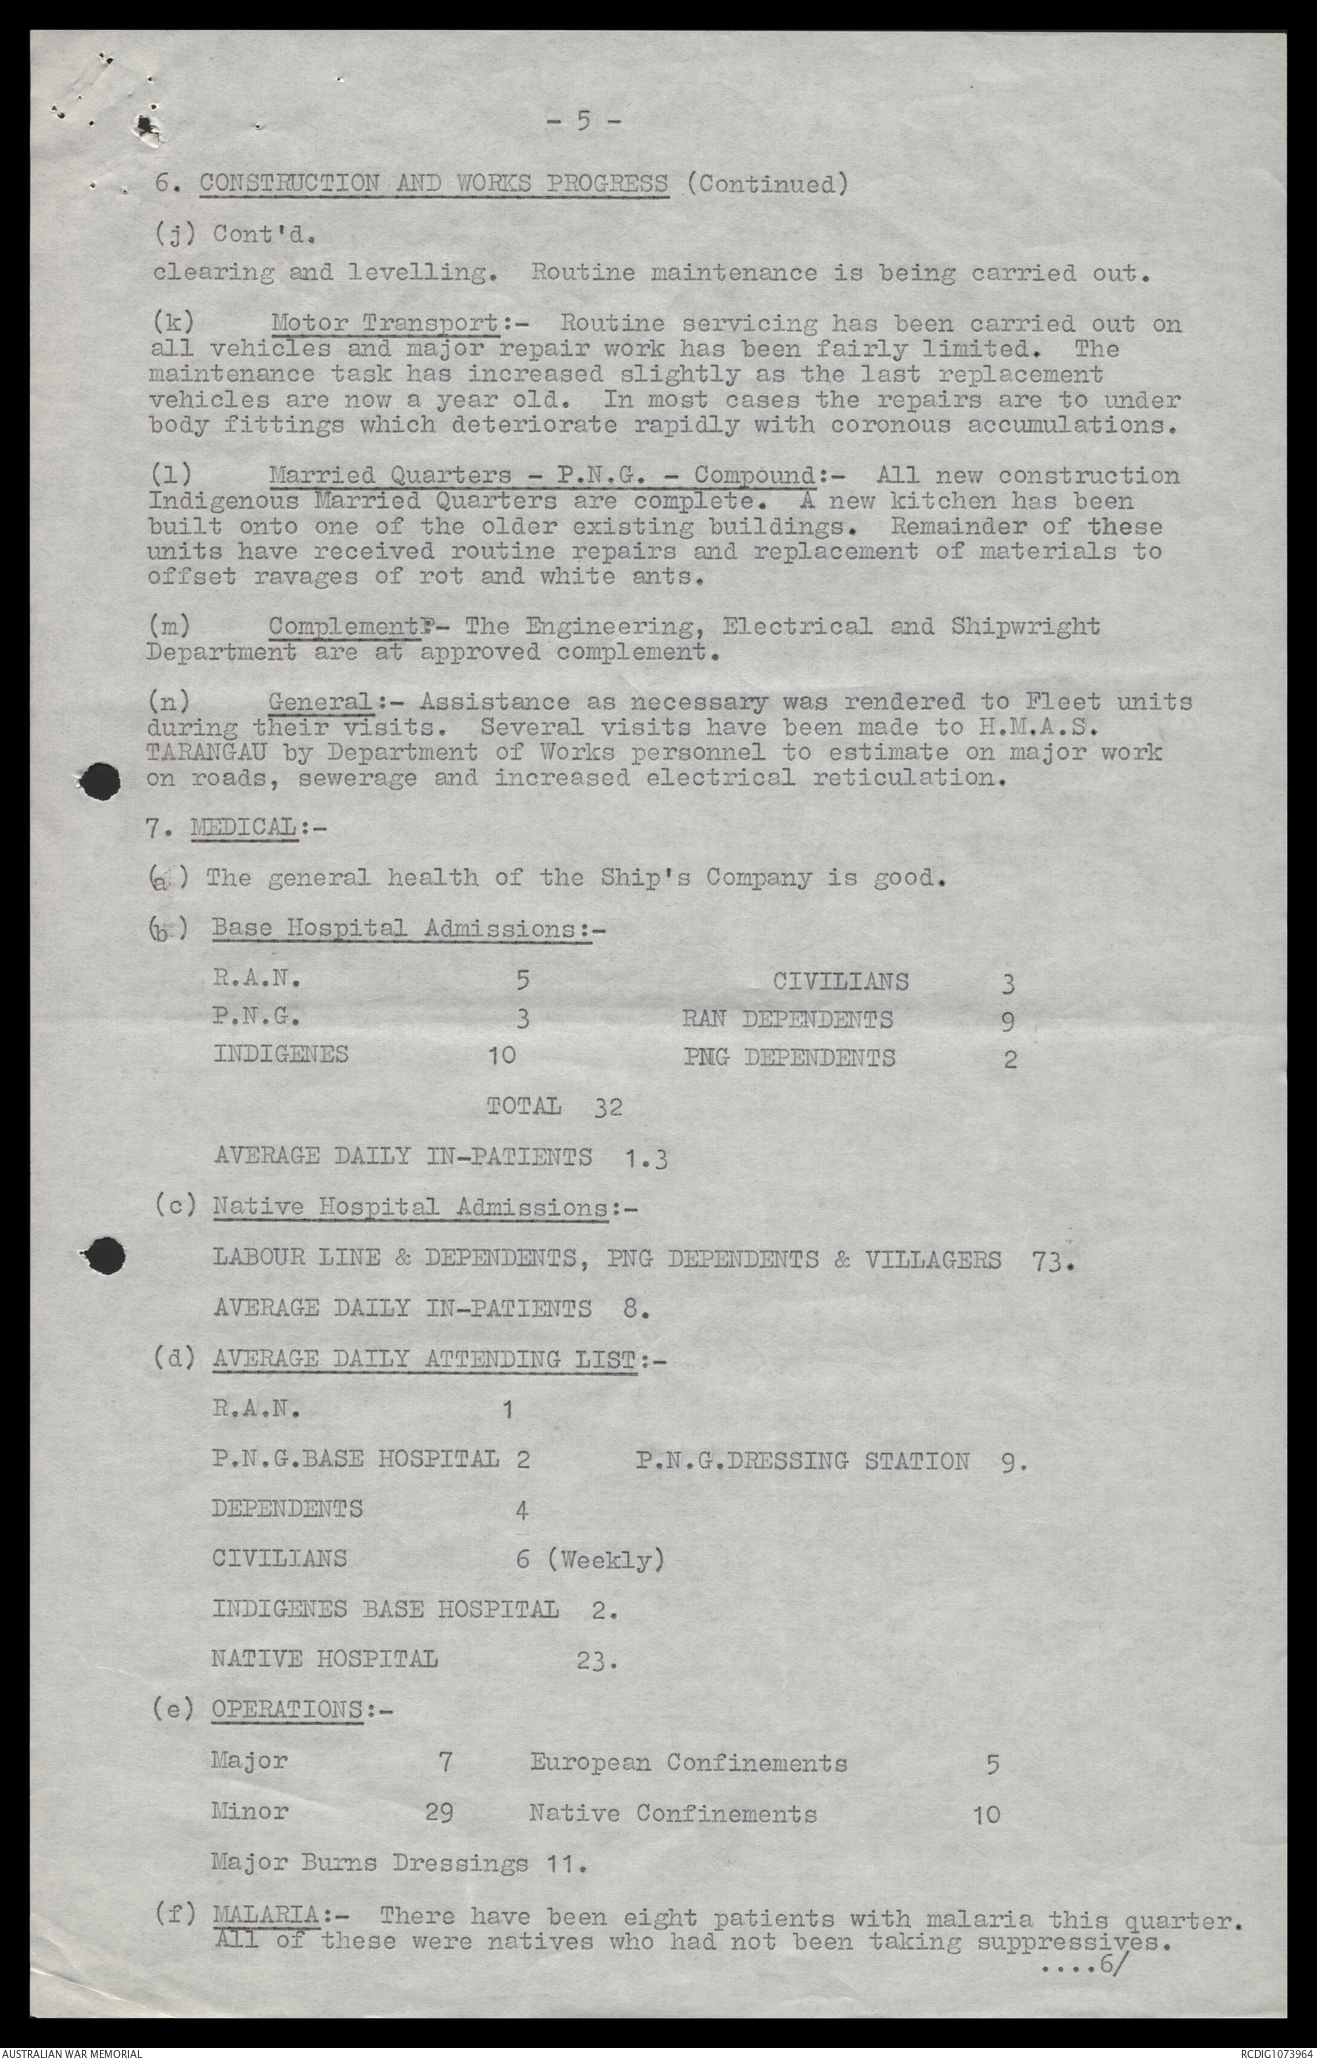 - 5 -
6. CONSTRUCTION AND WORKS PROGRESS (Continued)
(j) Cont'd.
clearing and levelling. Routine maintenance is being carried out.
(k) Motor Transport:- Routine servicing has been carried out on
all vehicles and major repair work has been fairly limited. The
maintenance task has increased slightly as the last replacement
vehicles are now a year old. In most cases the repairs are to under
body fittings which deteriorate rapidly with coronous accumulations.
(l) Married Quarters - P.N.G. - Compound:- All new construction
Indigenous Married Quarters are complete. A new kitchen has been
built onto one of the older existing buildings. Remainder of these
units have received routine repairs and replacement of materials to
offset ravages of rot and white ants.
(m) Complement:- The Engineering, Electrical and Shipwright
Department are at approved complement.
(n) General:- Assistance as necessary was rendered to Fleet units
during their visits. Several visits have been made to H.M.A.S.
TARANGAU by Department of Works personnel to estimate on major work
on roads, sewerage and increased electrical reticulation.
7. MEDICAL:-
(a) The general health of the Ship's Company is good.
(b) Base Hospital Admissions:-
R.A.N. 5 CIVILIANS 3
P.N.G. 3 RAN DEPENDENTS 9
INDIGENES 10 PNG DEPENDENTS 2
TOTAL 32
AVERAGE DAILY IN-PATIENTS 1.3
(c) Native Hospital Admissions:-
LABOUR LINE & DEPENDENTS, PNG DEPENDENTS & VILLAGERS 73.
AVERAGE DAILY IN-PATIENTS 8.
(d) AVERAGE DAILY ATTENDING LIST:-
R.A.N. 1
P.N.G.BASE HOSPITAL 2 P.N.G.DRESSING STATION 9.
DEPENDENTS 4
CIVILIANS 6 (Weekly)
INDIGENES BASE HOSPITAL 2.
NATIVE HOSPITAL 23.
(e) OPERATIONS:-
Major 7 European Confinements 5
Minor 29 Native Confinements 10
Major Burns Dressings 11.
(f) MALARIA:- There have been eight patients with malaria this quarter.
All of these were natives who had not been taking suppressives.
....6/
AUSTRALIAN WAR MEMORIAL
RCDIG1073964